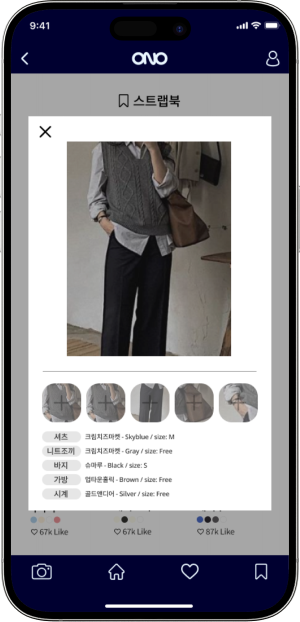 9:41
ONO
스트랩북
셔츠 크림치즈마켓 - Skyblue / size: M
니트조끼 크림치즈마켓 - Gray / size: Free
바지 슈마루 - Black / size: S
가방 업타운홀릭 - Brown / size: Free
시계 골드앤디어 - Silver / size: Free
67k Like 67k Like 87k Like